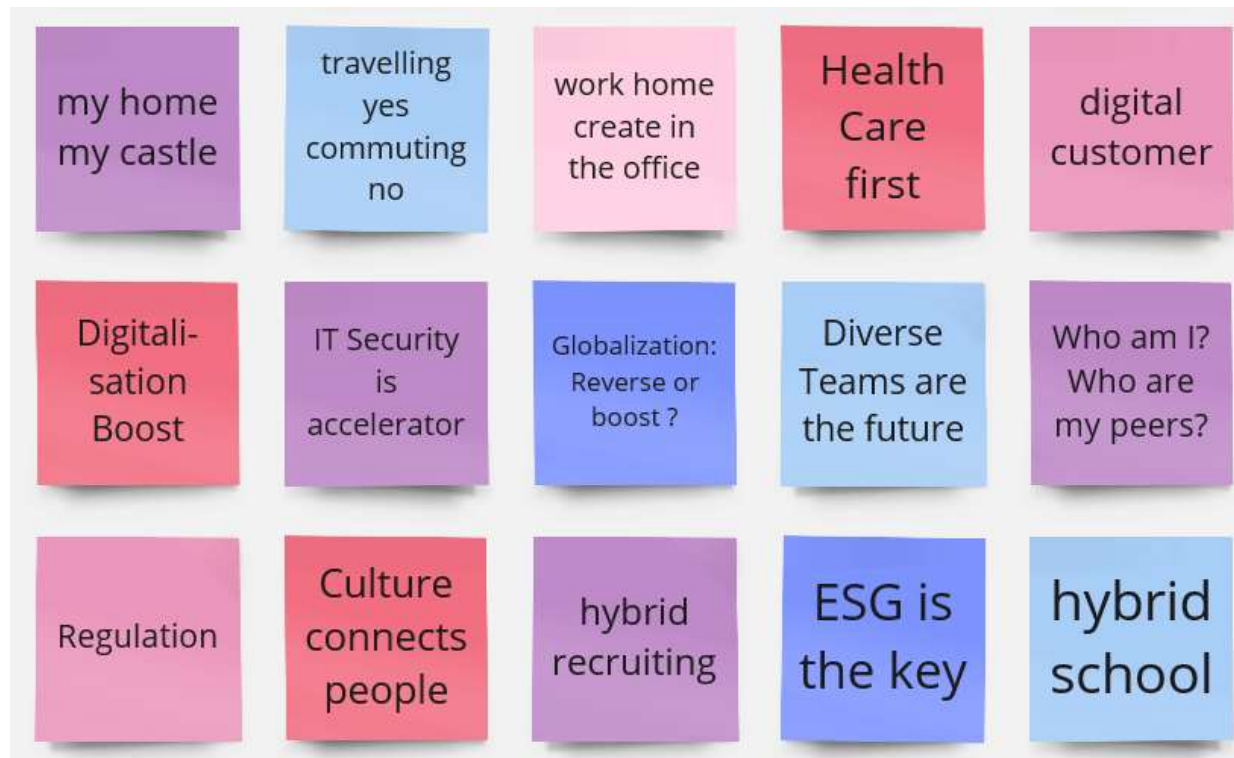 my home
my castle
travelling
yes
commuting
no
work home
create in
the office
Health
Care
first
digital
customer
Digitali-
sation
Boost
IT Security
is
accelerator
Globalization:
Reverse or
boost ?
Diverse
Teams are
the future
Who am I?
Who are
my peers?
Regulation
Culture
connects
people
hybrid
recruiting
ESG is
the key
hybrid
school